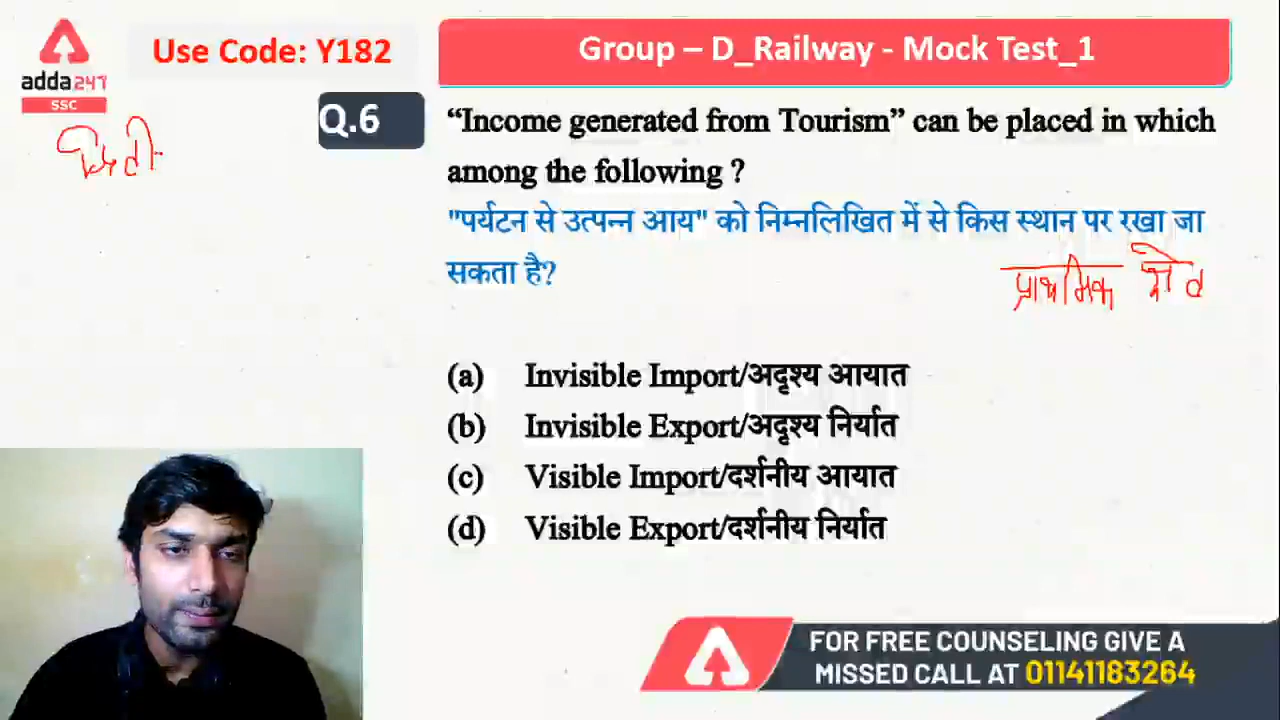 adda247
SSC
Use Code: Y182
Group – D_Railway - Mock Test_1
Q.6
“Income generated from Tourism” can be placed in which
among the following ?
"पर्यटन से उत्पन्न आय" को निम्नलिखित में से किस स्थान पर रखा जा
सकता है?
प्राथमिक
(a) Invisible Import/अदृश्य आयात
(b) Invisible Export/अदृश्य निर्यात
(c) Visible Import/दर्शनीय आयात
(d) Visible Export/दर्शनीय निर्यात
FOR FREE COUNSELING GIVE A
MISSED CALL AT 01141183264